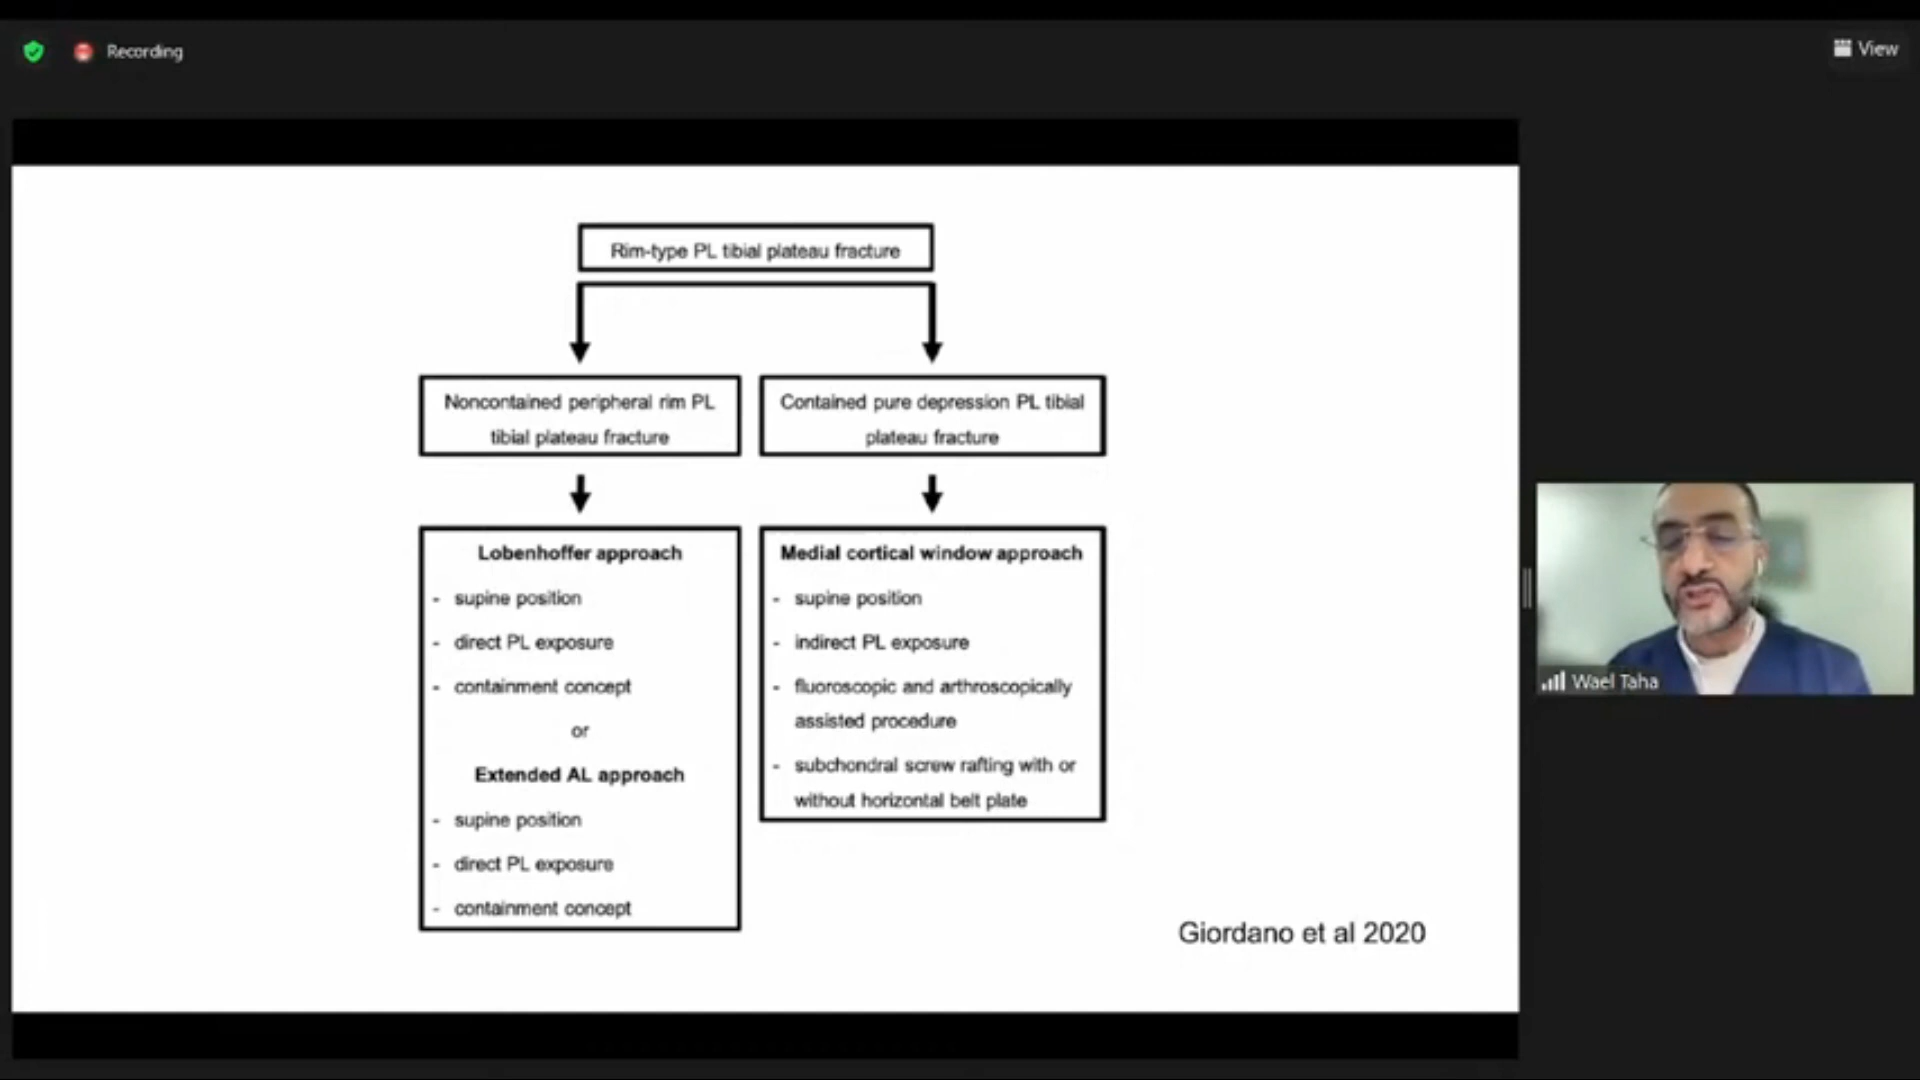 Recording
View
Rim-type PL tibial plateau fracture
Noncontained peripheral rim PL
tibial plateau fracture
Contained pure depression PL tibial
plateau fracture
Lobenhoffer approach
- supine position
- direct PL exposure
- containment concept
or
Extended AL approach
- supine position
- direct PL exposure
- containment concept
Medial cortical window approach
- supine position
- indirect PL exposure
- fluoroscopic and arthroscopically
assisted procedure
- subchondral screw rafting with or
without horizontal belt plate
Giordano et al 2020
Wael Taha